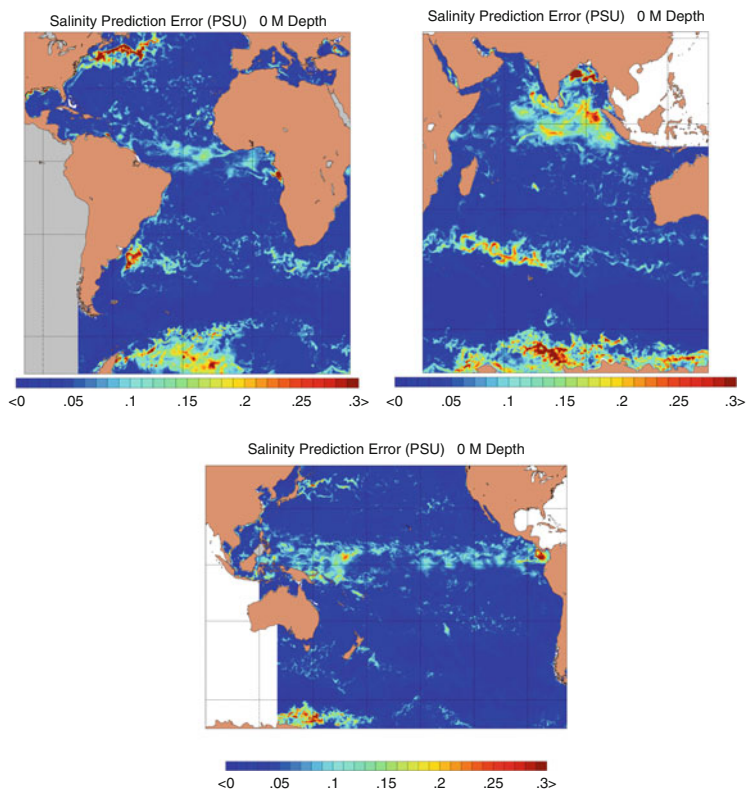 Salinity Prediction Error (PSU) 0 M Depth
<0 .05 .1 .15 .2 .25 .3>
Salinity Prediction Error (PSU) 0 M Depth
<0 .05 .1 .15 .2 .25 .3>
Salinity Prediction Error (PSU) 0 M Depth
<0 .05 .1 .15 .2 .25 .3>